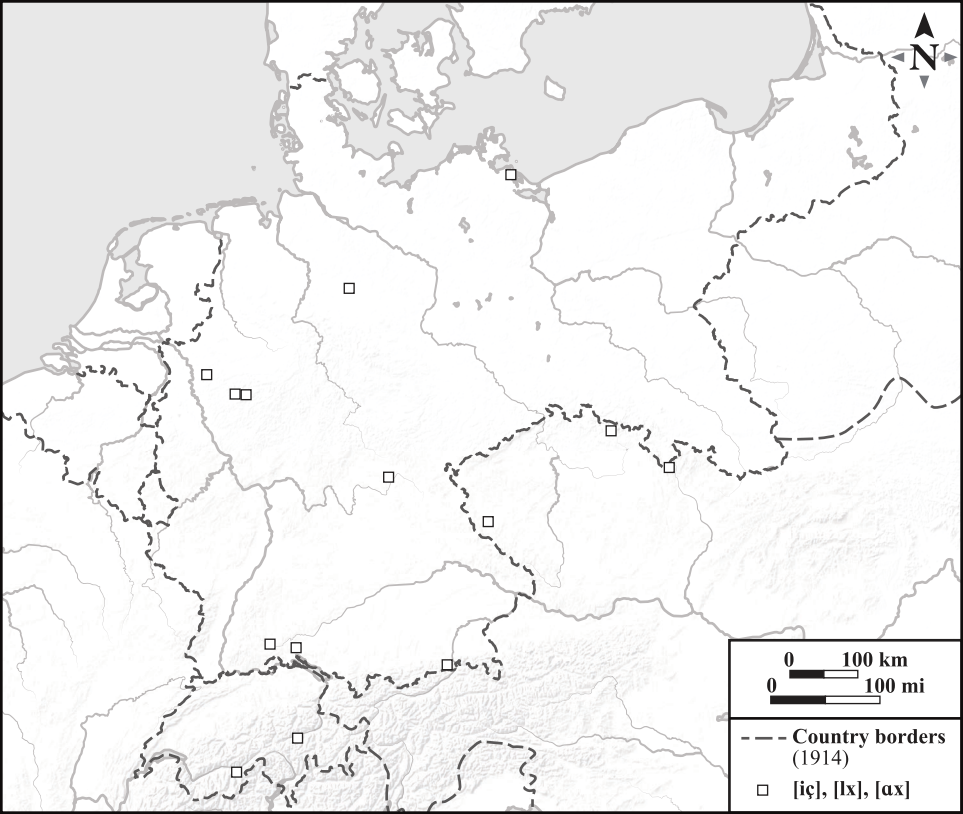 N
0 100 km
0 100 mi
Country borders
(1914)
[iç], [lx], [ɑx]